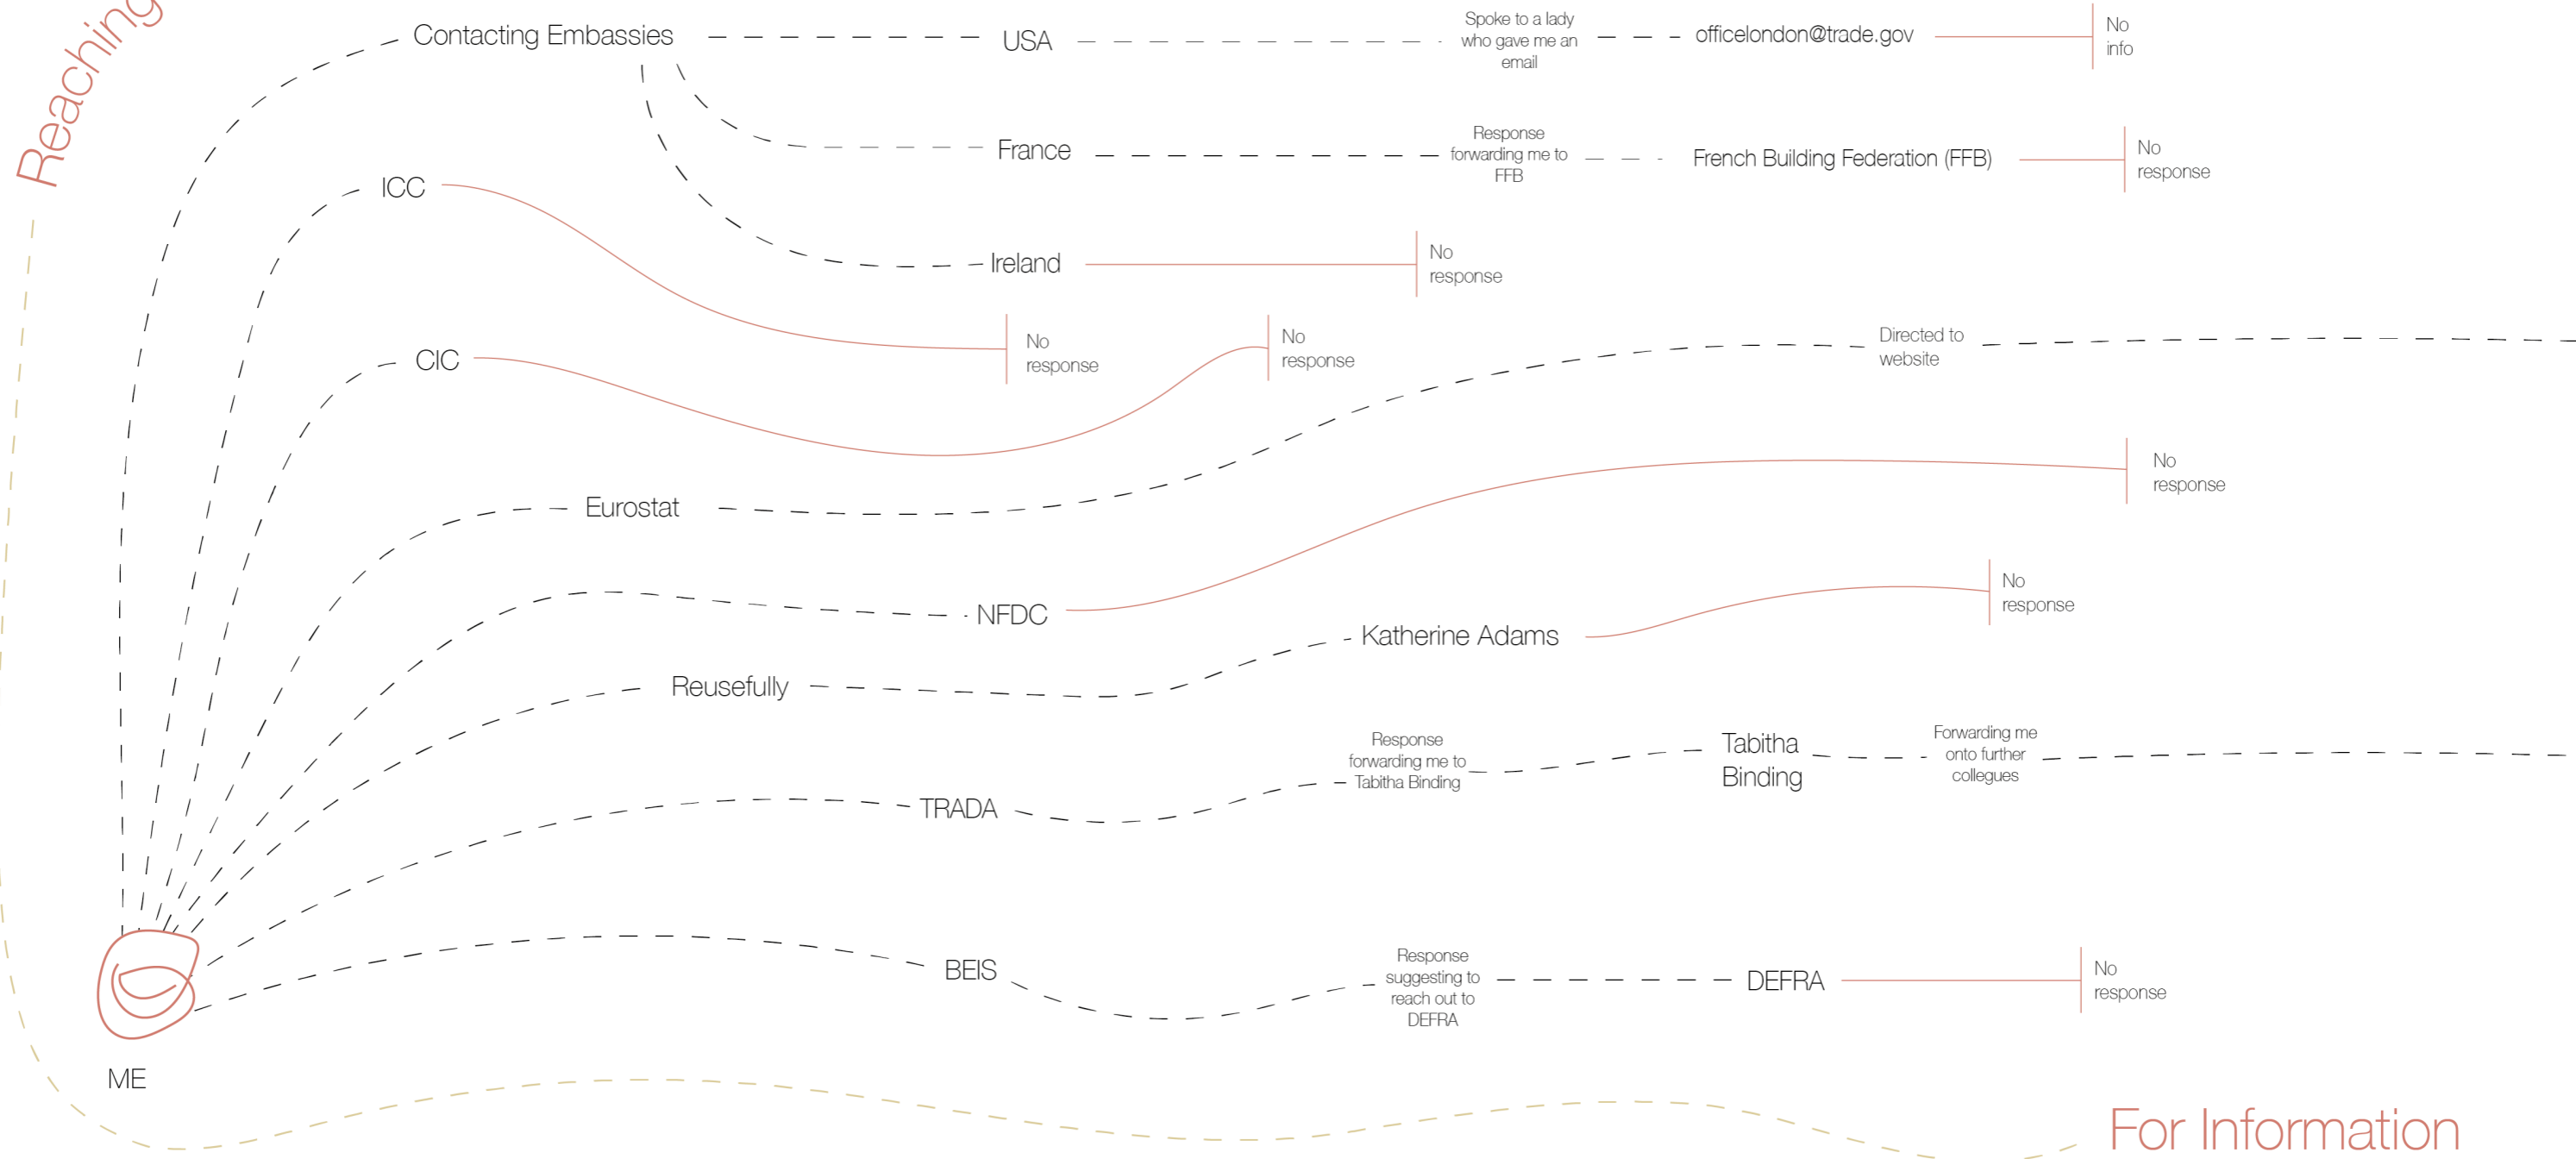 Reaching
Contacting Embassies
USA
Spoke to a lady
who gave me an
email
officelondon@trade.gov
No
info
France
Response
forwarding me to
FFB
French Building Federation (FFB)
No
response
ICC
Ireland
No
response
No
response
CIC
No
response
Directed to
website
Eurostat
No
response
NFDC
No
response
Katherine Adams
Reusefully
Response
forwarding me to
Tabitha Binding
Tabitha
Binding
Forwarding me
onto further
collegues
TRADA
BEIS
Response
suggesting to
reach out to
DEFRA
DEFRA
No
response
ME
For Information